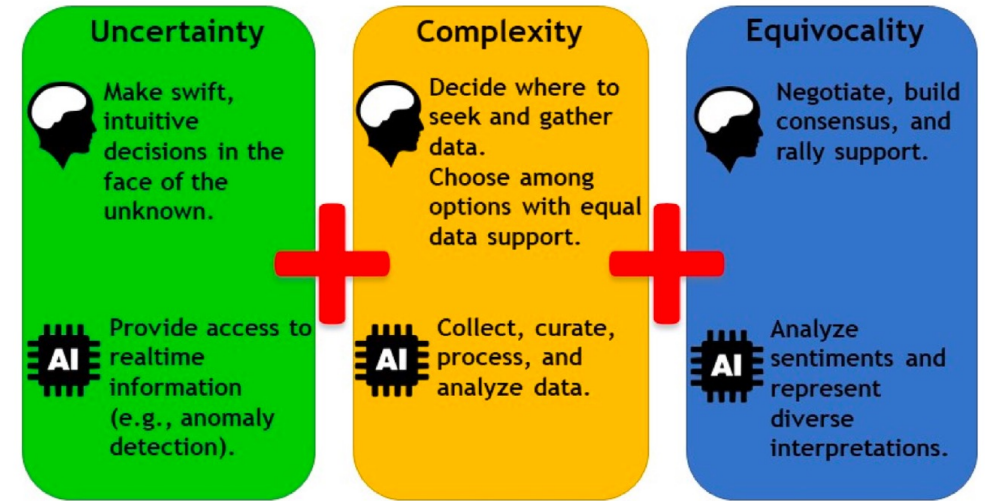 Uncertainty
Make swift,
intuitive
decisions in the
face of the
unknown.
AI
Provide access to
realtime
information
(e.g., anomaly
detection).
Complexity
Decide where to
seek and gather
data.
Choose among
options with equal
data support.
AI
Collect, curate,
process, and
analyze data.
Equivocality
Negotiate, build
consensus, and
rally support.
AI
Analyze
sentiments and
represent
diverse
interpretations.